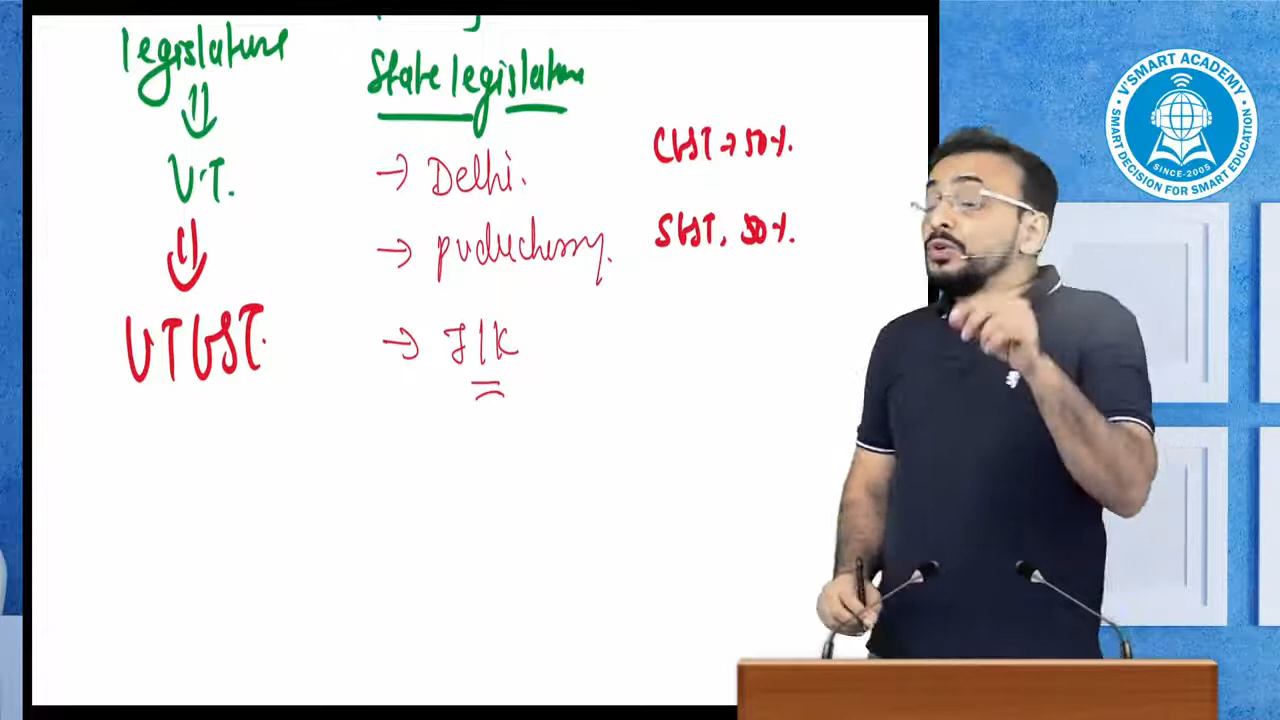 legislature
U.T.
UTGST.
State legislature
→ Delhi.
→ puducherry.
→ J/K
CGST → 50%.
SGST, 50%.
V'SMART ACADEMY
SMART DECISION FOR SMART EDUCATION
SINCE-2005